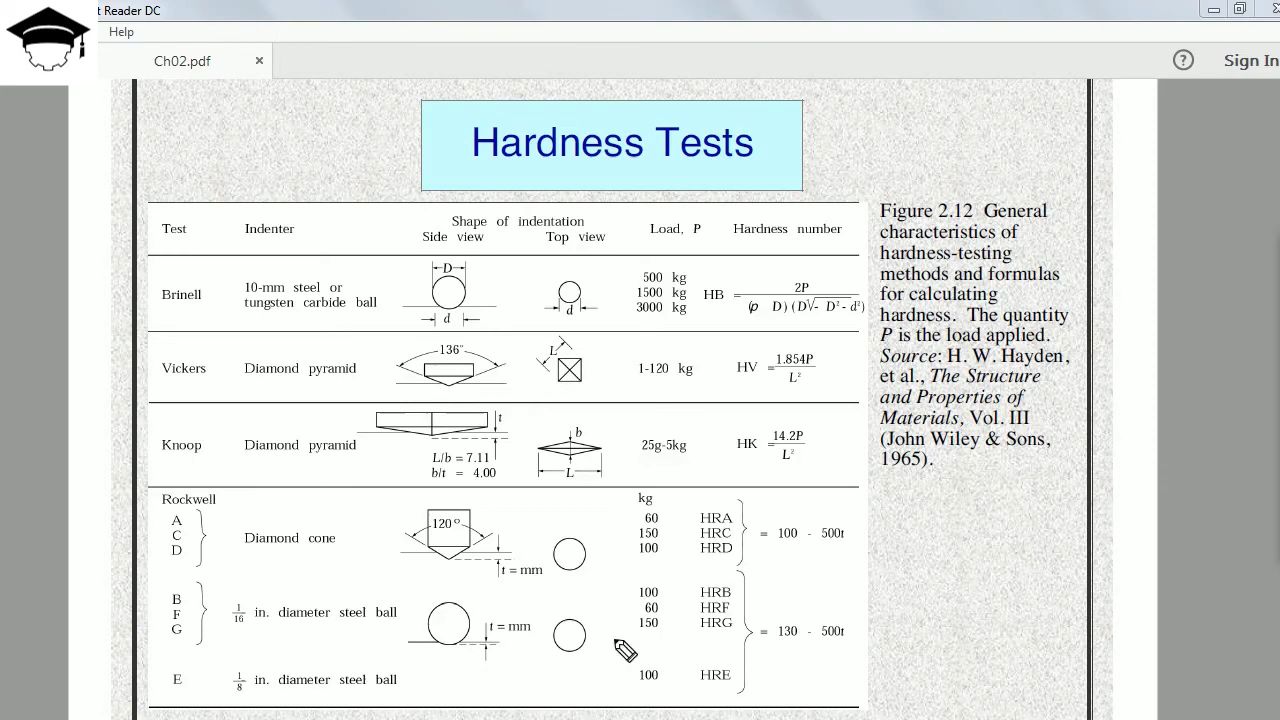 t Reader DC
Help
Ch02.pdf ×
? Sign In
Hardness Tests
Test Indenter Shape of indentation Load, P Hardness number
Side view Top view
Brinell 10-mm steel or tungsten carbide ball D d d 500 kg 1500 kg 3000 kg HB = 2P / (p D) (D √- D² - d²)
Vickers Diamond pyramid 136° L 1-120 kg HV = 1.854P / L²
Knoop Diamond pyramid t b 25g-5kg HK = 14.2P / L²
L/b = 7.11
b/t = 4.00 L
Rockwell kg
A 60 HRA
C Diamond cone 120° 150 HRC = 100 - 500t
D 100 HRD
t = mm
B 100 HRB
F 1/16 in. diameter steel ball 60 HRF
G t = mm 150 HRG = 130 - 500t
E 1/8 in. diameter steel ball 100 HRE
Figure 2.12 General
characteristics of
hardness-testing
methods and formulas
for calculating
hardness. The quantity
P is the load applied.
Source: H. W. Hayden,
et al., The Structure
and Properties of
Materials, Vol. III
(John Wiley & Sons,
1965).